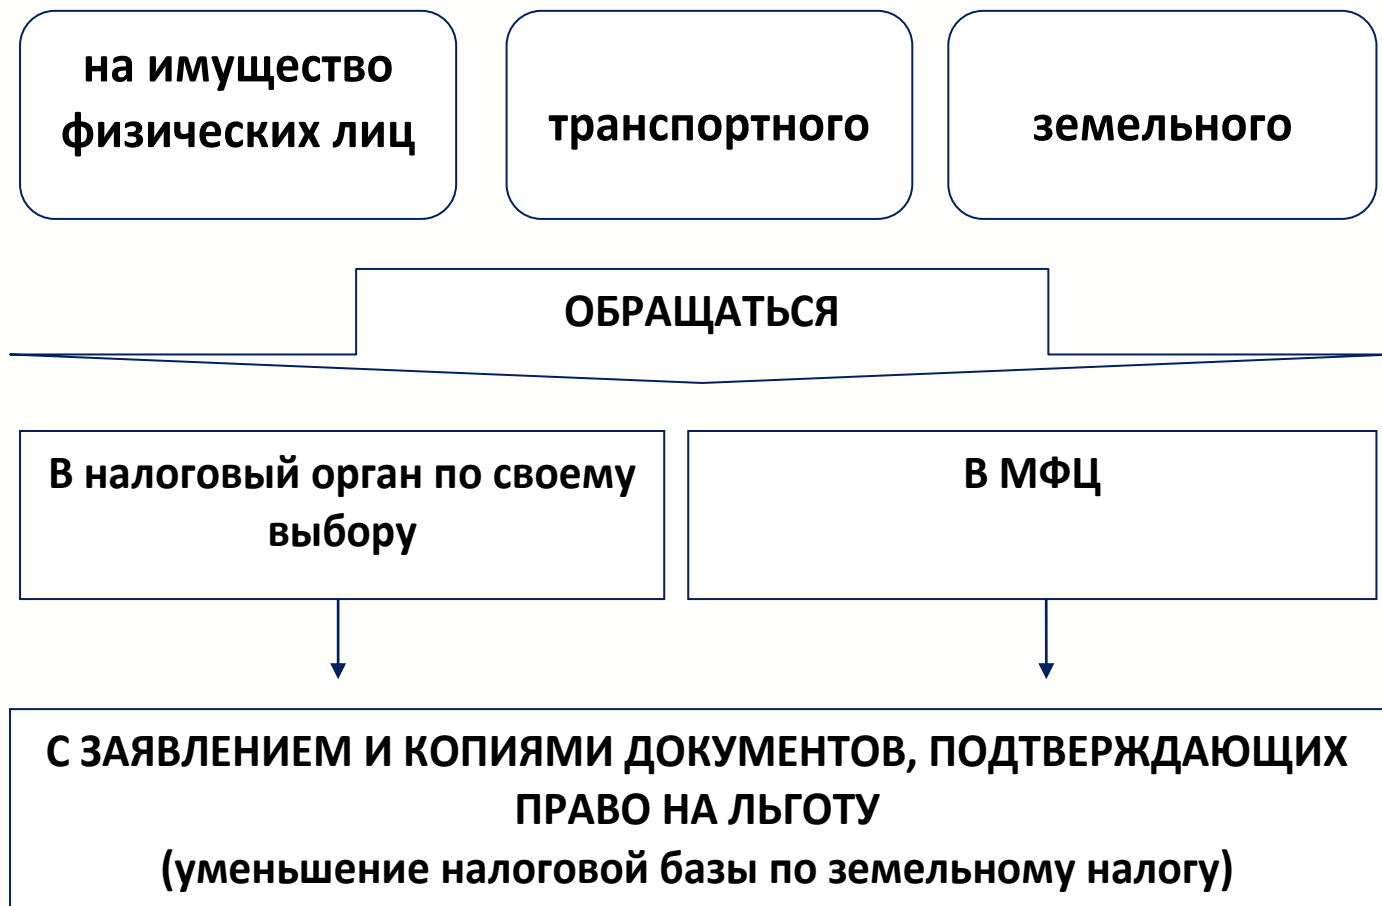 на имущество
физических лиц
транспортного
земельного
ОБРАЩАТЬСЯ
В налоговый орган по своему
выбору
В МФЦ
С ЗАЯВЛЕНИЕМ И КОПИЯМИ ДОКУМЕНТОВ, ПОДТВЕРЖДАЮЩИХ
ПРАВО НА ЛЬГОТУ
(уменьшение налоговой базы по земельному налогу)